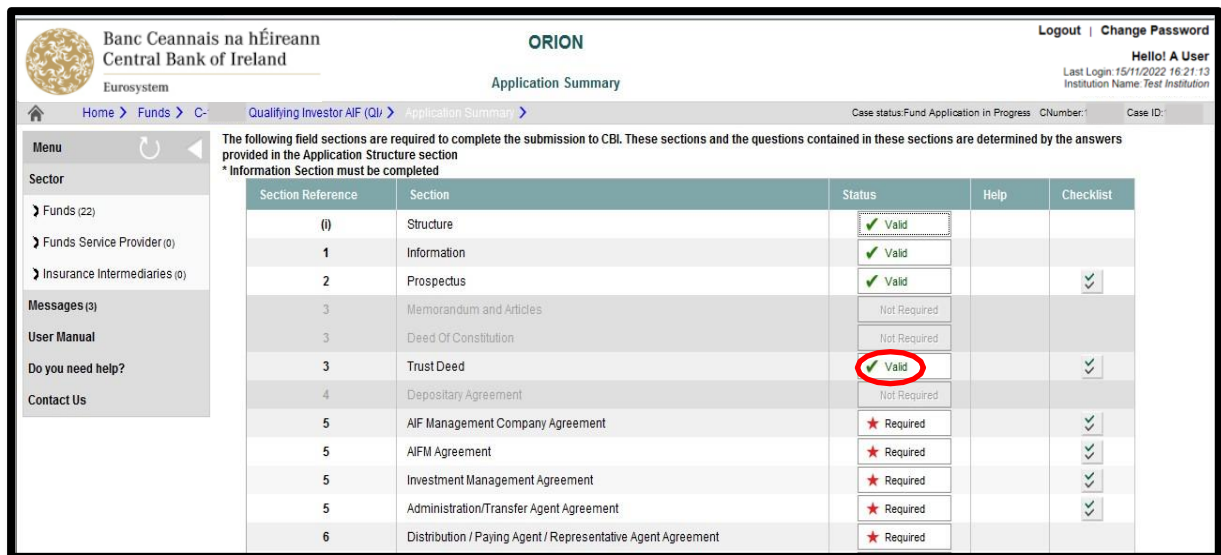 Banc Ceannais na hÉireann
Central Bank of Ireland
Eurosystem
ORION
Application Summary
Logout | Change Password
Hello! A User
Last Login:15/11/2022 16:21:13
Institution Name:Test Institution
Home > Funds > C- Qualifying Investor AIF (QI/ > Application Summary >
Case status:Fund Application in Progress CNumber: Case ID:
Menu
Sector
Funds (22)
Funds Service Provider(0)
Insurance Intermediaries (0)
Messages (3)
User Manual
Do you need help?
Contact Us
The following field sections are required to complete the submission to CBI. These sections and the questions contained in these sections are determined by the answers
provided in the Application Structure section
* Information Section must be completed
Section Reference Section Status Help Checklist
(i) Structure Valid
1 Information Valid
2 Prospectus Valid
3 Memorandum and Articles Not Required
3 Deed Of Constitution Not Required
3 Trust Deed Valid
4 Depositary Agreement Not Required
5 AIF Management Company Agreement Required
5 AIFM Agreement Required
5 Investment Management Agreement Required
5 Administration/Transfer Agent Agreement Required
6 Distribution / Paying Agent / Representative Agent Agreement Required